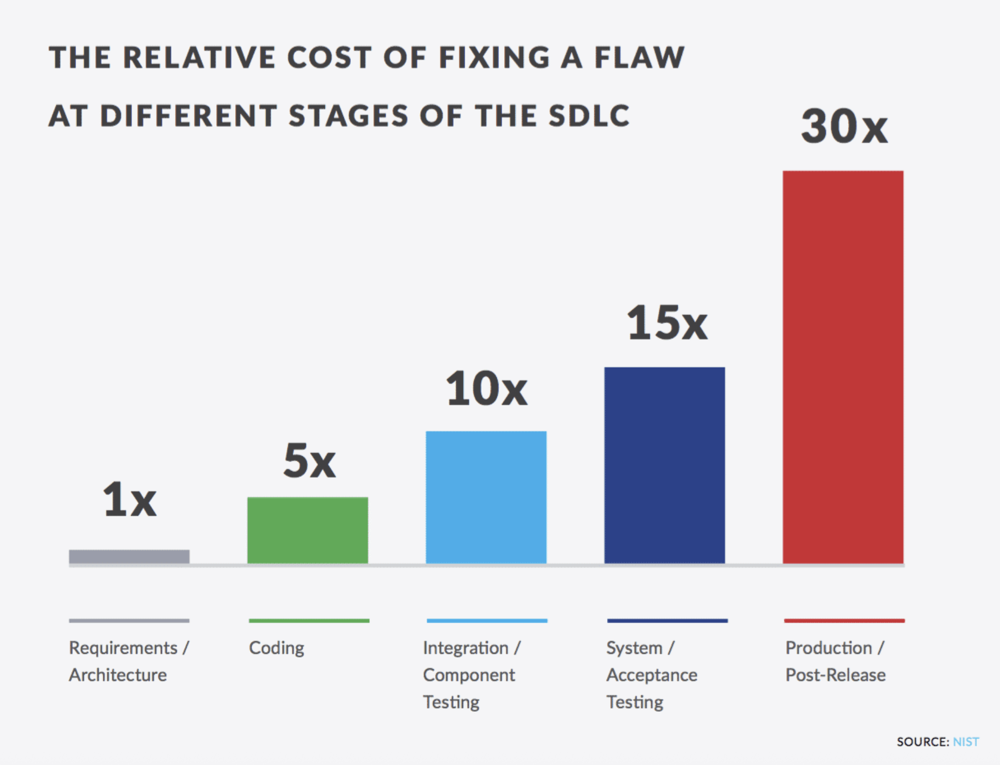 THE RELATIVE COST OF FIXING A FLAW
AT DIFFERENT STAGES OF THE SDLC
1x
5x
10x
15x
30x
Requirements /
Architecture
Coding
Integration /
Component
Testing
System /
Acceptance
Testing
Production /
Post-Release
SOURCE: NIST